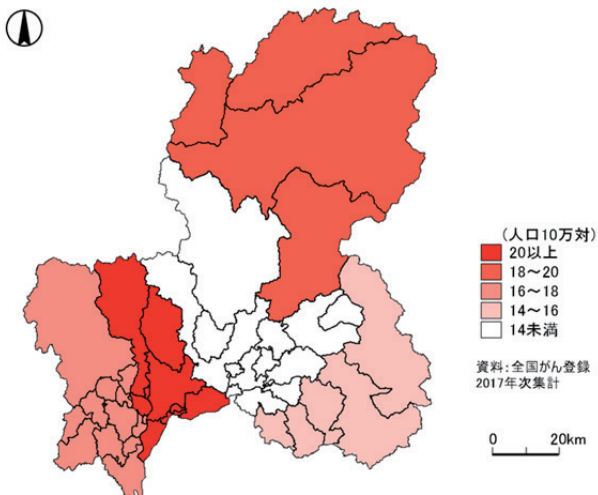 (人口10万対)
20以上
18～20
16～18
14～16
14未満
資料:全国がん登録
2017年次集計
0 20km